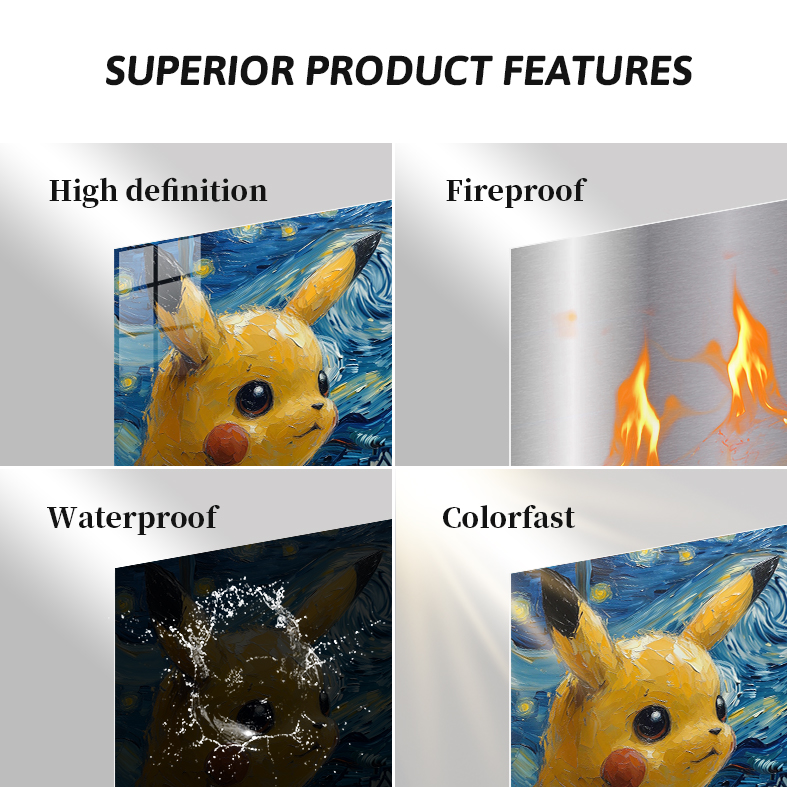 SUPERIOR PRODUCT FEATURES
High definition
Fireproof
Waterproof
Colorfast